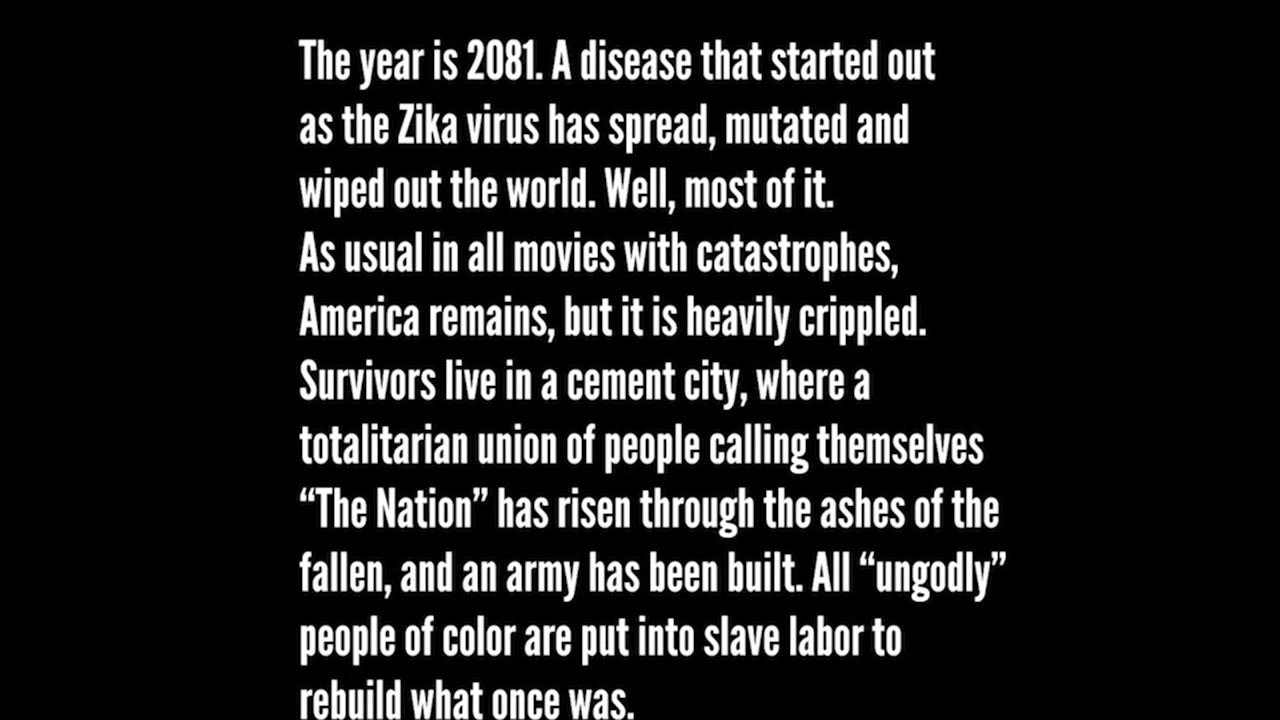 The year is 2081. A disease that started out
as the Zika virus has spread, mutated and
wiped out the world. Well, most of it.
As usual in all movies with catastrophes,
America remains, but it is heavily crippled.
Survivors live in a cement city, where a
totalitarian union of people calling themselves
“The Nation” has risen through the ashes of the
fallen, and an army has been built. All “ungodly”
people of color are put into slave labor to
rebuild what once was.